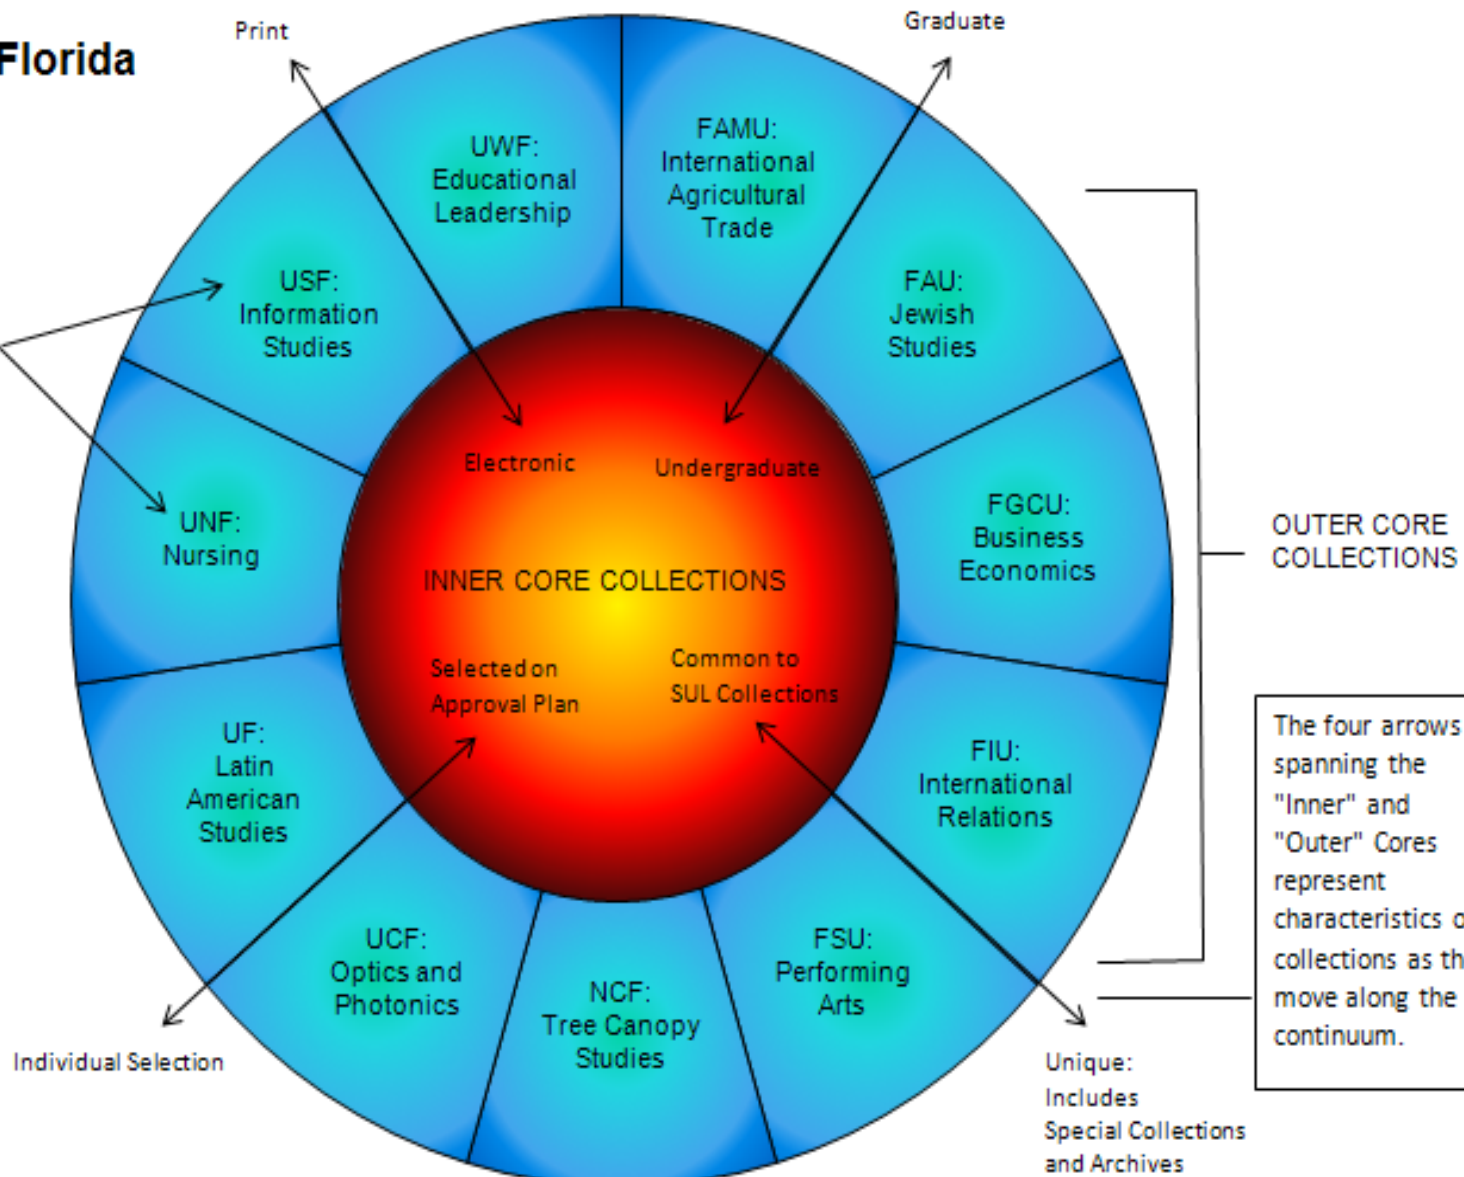 Florida
Print
Graduate
UWF:
Educational
Leadership
FAMU:
International
Agricultural
Trade
USF:
Information
Studies
FAU:
Jewish
Studies
Electronic
Undergraduate
UNF:
Nursing
FGCU:
Business
Economics
OUTER CORE
COLLECTIONS
INNER CORE COLLECTIONS
Selected on
Approval Plan
Common to
SUL Collections
UF:
Latin
American
Studies
FIU:
International
Relations
The four arrows
spanning the
"Inner" and
"Outer" Cores
represent
characteristics
collections as
move along the
continuum.
UCF:
Optics and
Photonics
NCF:
Tree Canopy
Studies
FSU:
Performing
Arts
Individual Selection
Unique:
Includes
Special Collections
and Archives